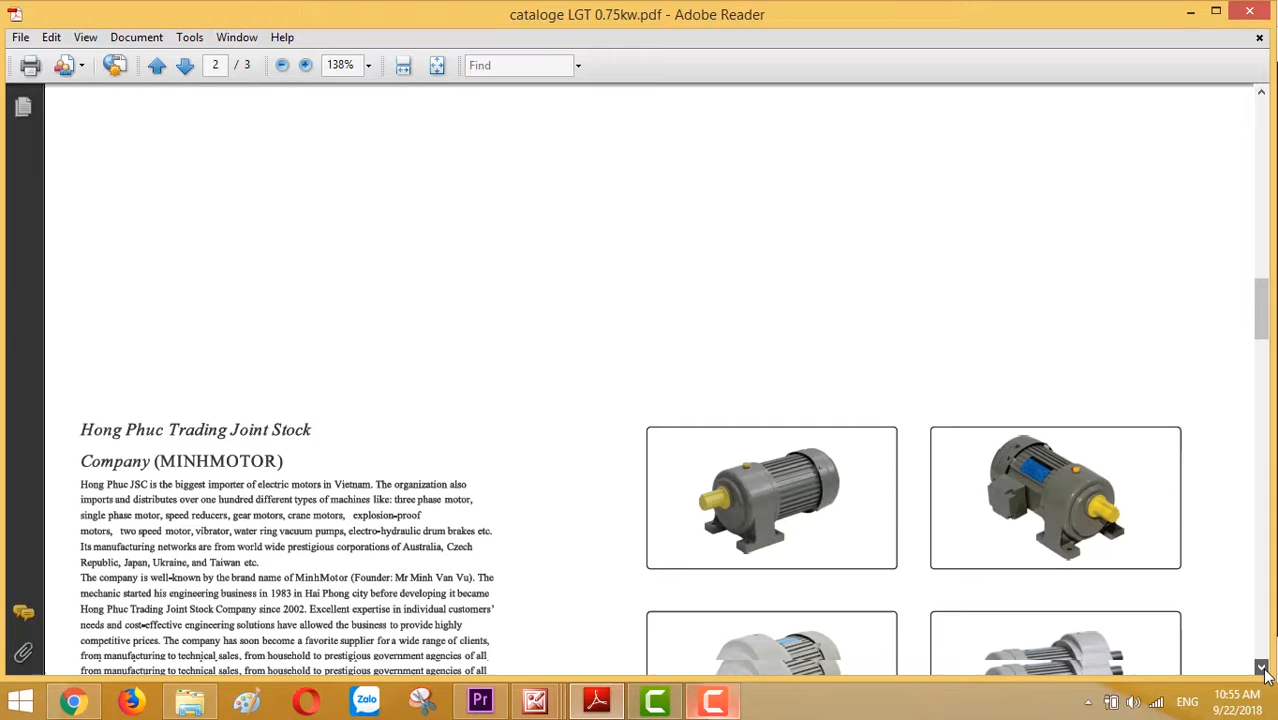 cataloge LGT 0.75kw.pdf - Adobe Reader
File Edit View Document Tools Window Help
2 / 3 138% Find
Hong Phuc Trading Joint Stock
Company (MINHMOTOR)
Hong Phuc JSC is the biggest importer of electric motors in Vietnam. The organization also
imports and distributes over one hundred different types of machines like: three phase motor,
single phase motor, speed reducers, gear motors, crane motors, explosion-proof
motors, two speed motor, vibrator, water ring vacuum pumps, electro-hydraulic drum brakes etc.
Its manufacturing networks are from world wide prestigious corporations of Australia, Czech
Republic, Japan, Ukraine, and Taiwan etc.
The company is well-known by the brand name of MinhMotor (Founder: Mr Minh Van Vu). The
mechanic started his engineering business in 1983 in Hai Phong city before developing it became
Hong Phuc Trading Joint Stock Company since 2002. Excellent expertise in individual customers'
needs and cost-effective engineering solutions have allowed the business to provide highly
competitive prices. The company has soon become a favorite supplier for a wide range of clients,
from manufacturing to technical sales, from household to prestigious government agencies of all
from manufacturing to technical sales, from household to prestigious government agencies of all
Zalo
Pr
ENG
10:55 AM
9/22/2018